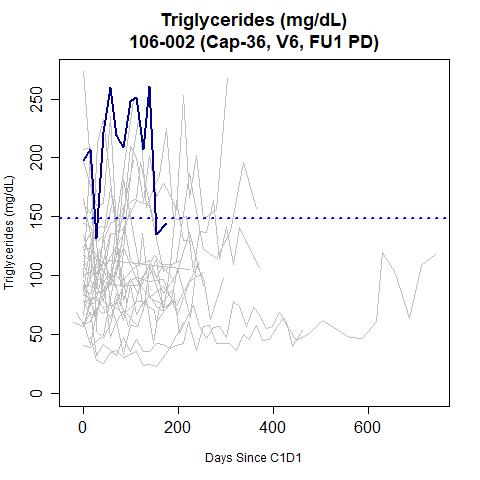 Triglycerides (mg/dL)
106-002 (Cap-36, V6, FU1 PD)
Triglycerides (mg/dL)
250
200
150
100
50
0
0 200 400 600
Days Since C1D1